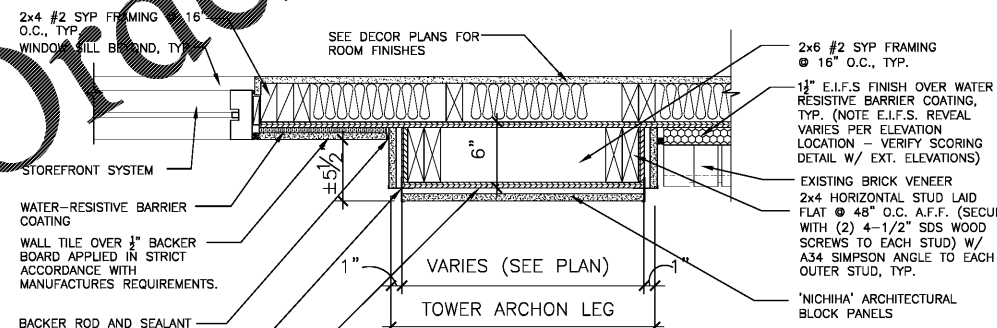 2x4 #2 SYP FRAMING @ 16"
O.C., TYP.
WINDOW SILL BEYOND, TYP.
STOREFRONT SYSTEM
WATER-RESISTIVE BARRIER
COATING
WALL TILE OVER ½" BACKER
BOARD APPLIED IN STRICT
ACCORDANCE WITH
MANUFACTURES REQUIREMENTS.
BACKER ROD AND SEALANT
SEE DECOR PLANS FOR
ROOM FINISHES
6"
±5½"
1"
VARIES (SEE PLAN)
1"
TOWER ARCHON LEG
2x6 #2 SYP FRAMING
@ 16" O.C., TYP.
1½" E.I.F.S FINISH OVER WATER
RESISTIVE BARRIER COATING,
TYP. (NOTE E.I.F.S. REVEAL
VARIES PER ELEVATION
LOCATION - VERIFY SCORING
DETAIL W/ EXT. ELEVATIONS)
EXISTING BRICK VENEER
2x4 HORIZONTAL STUD LAID
FLAT @ 48" O.C. A.F.F. (SECU
WITH (2) 4-1/2" SDS WOOD
SCREWS TO EACH STUD) W/
A34 SIMPSON ANGLE TO EACH
OUTER STUD, TYP.
'NICHIHA' ARCHITECTURAL
BLOCK PANELS